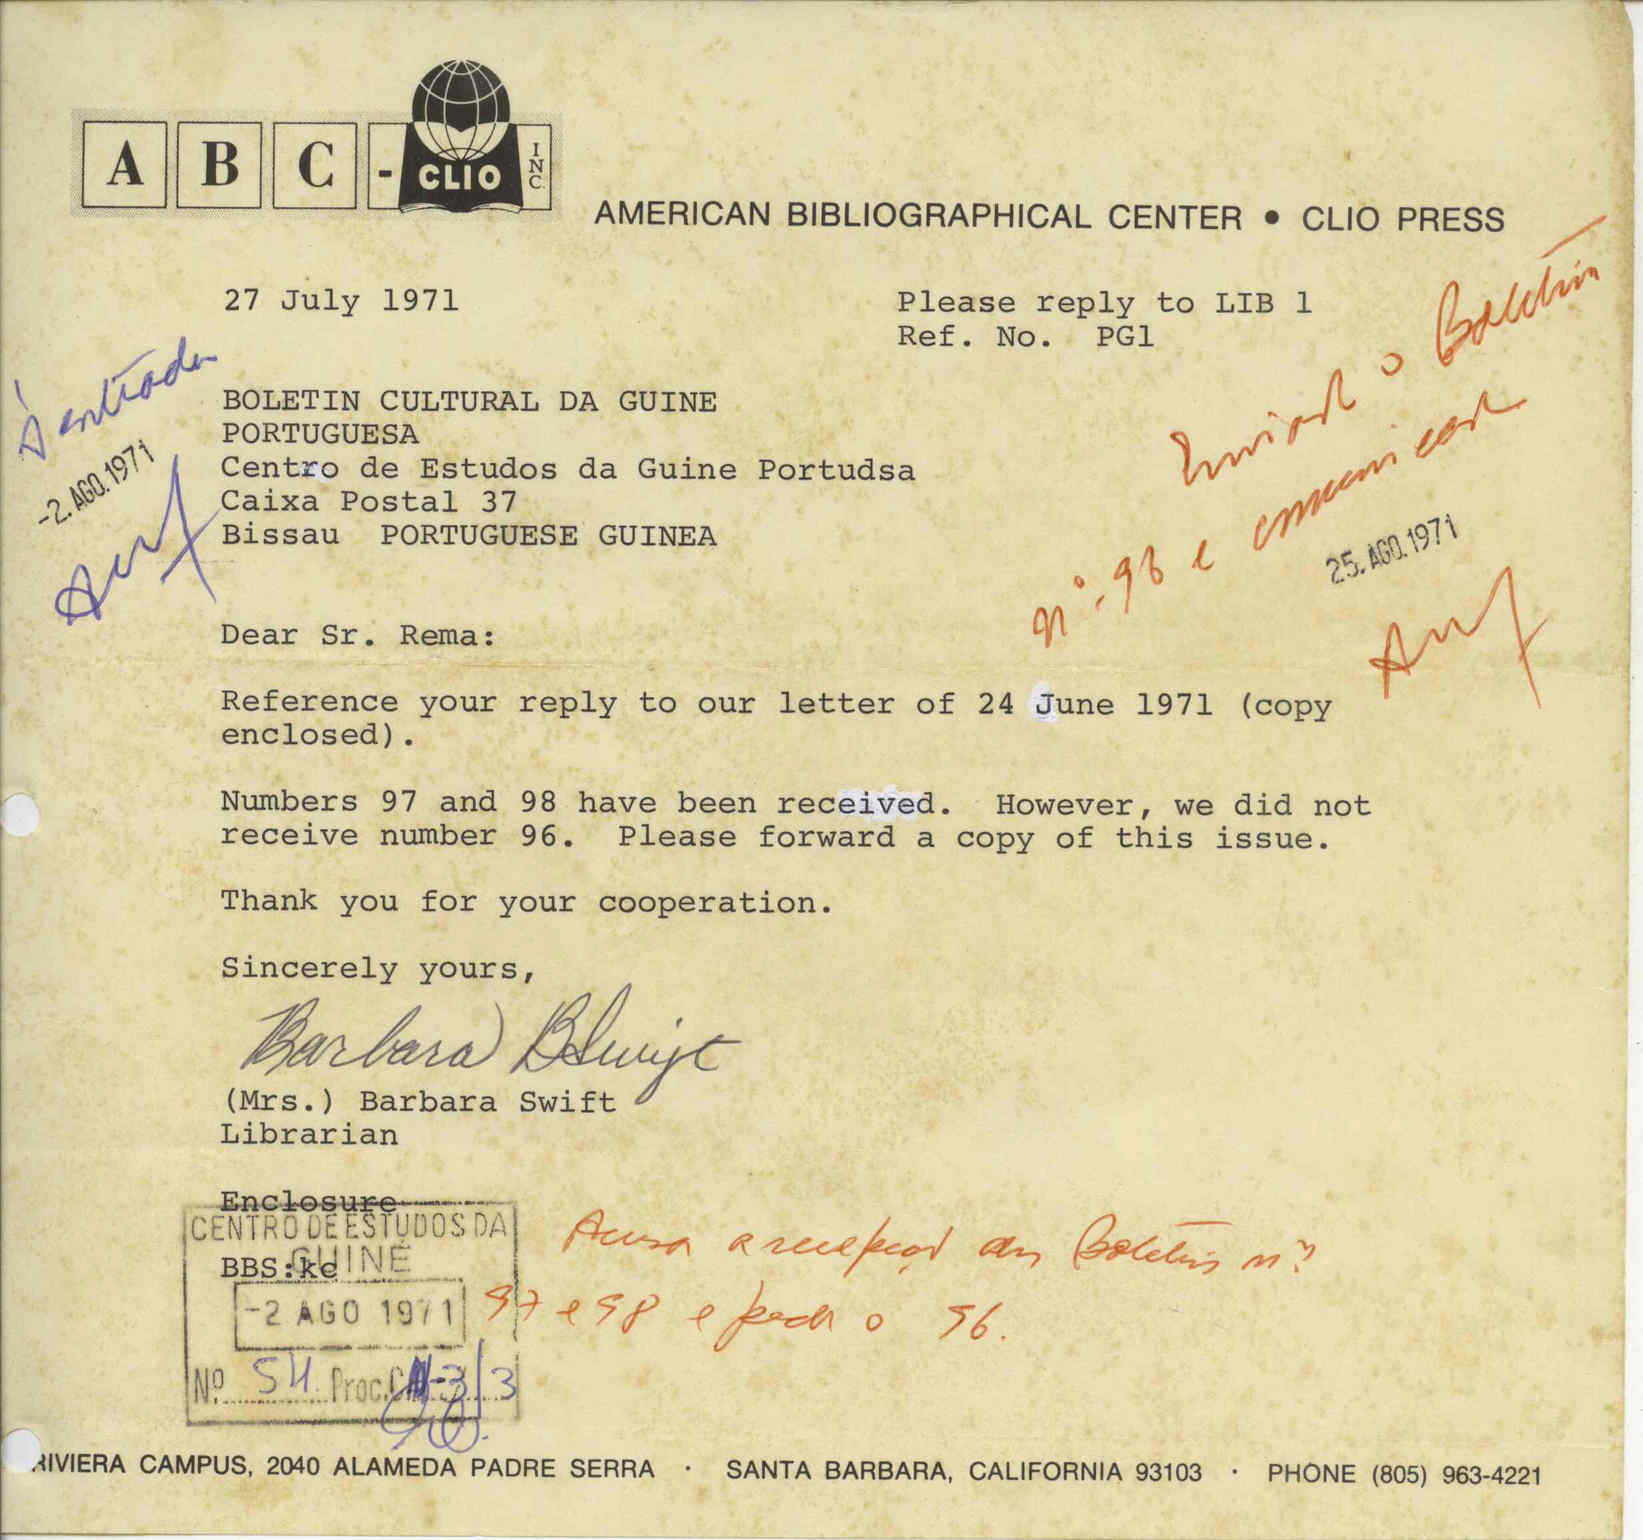 A B C - CLIO INC.
AMERICAN BIBLIOGRAPHICAL CENTER • CLIO PRESS
27 July 1971
Please reply to LIB 1
Ref. No. PG1
À entrada
-2. AGO. 1971
BOLETIN CULTURAL DA GUINE
PORTUGUESA
Centro de Estudos da Guine Portudsa
Caixa Postal 37
Bissau PORTUGUESE GUINEA
Enviar o Boletim
nº. 96 e comunicar
25. AGO. 1971
Dear Sr. Rema:
Reference your reply to our letter of 24 June 1971 (copy
enclosed).
Numbers 97 and 98 have been received. However, we did not
receive number 96. Please forward a copy of this issue.
Thank you for your cooperation.
Sincerely yours,
Barbara B Swift
(Mrs.) Barbara Swift
Librarian
Enclosure
BBS:kc
CENTRO DE ESTUDOS DA
GUINÉ
-2 AGO 1971
Nº 54 Proc.
Acusa a recepção dos Boletins nºs
97 e 98 e pede o 96.
RIVIERA CAMPUS, 2040 ALAMEDA PADRE SERRA · SANTA BARBARA, CALIFORNIA 93103 · PHONE (805) 963-4221